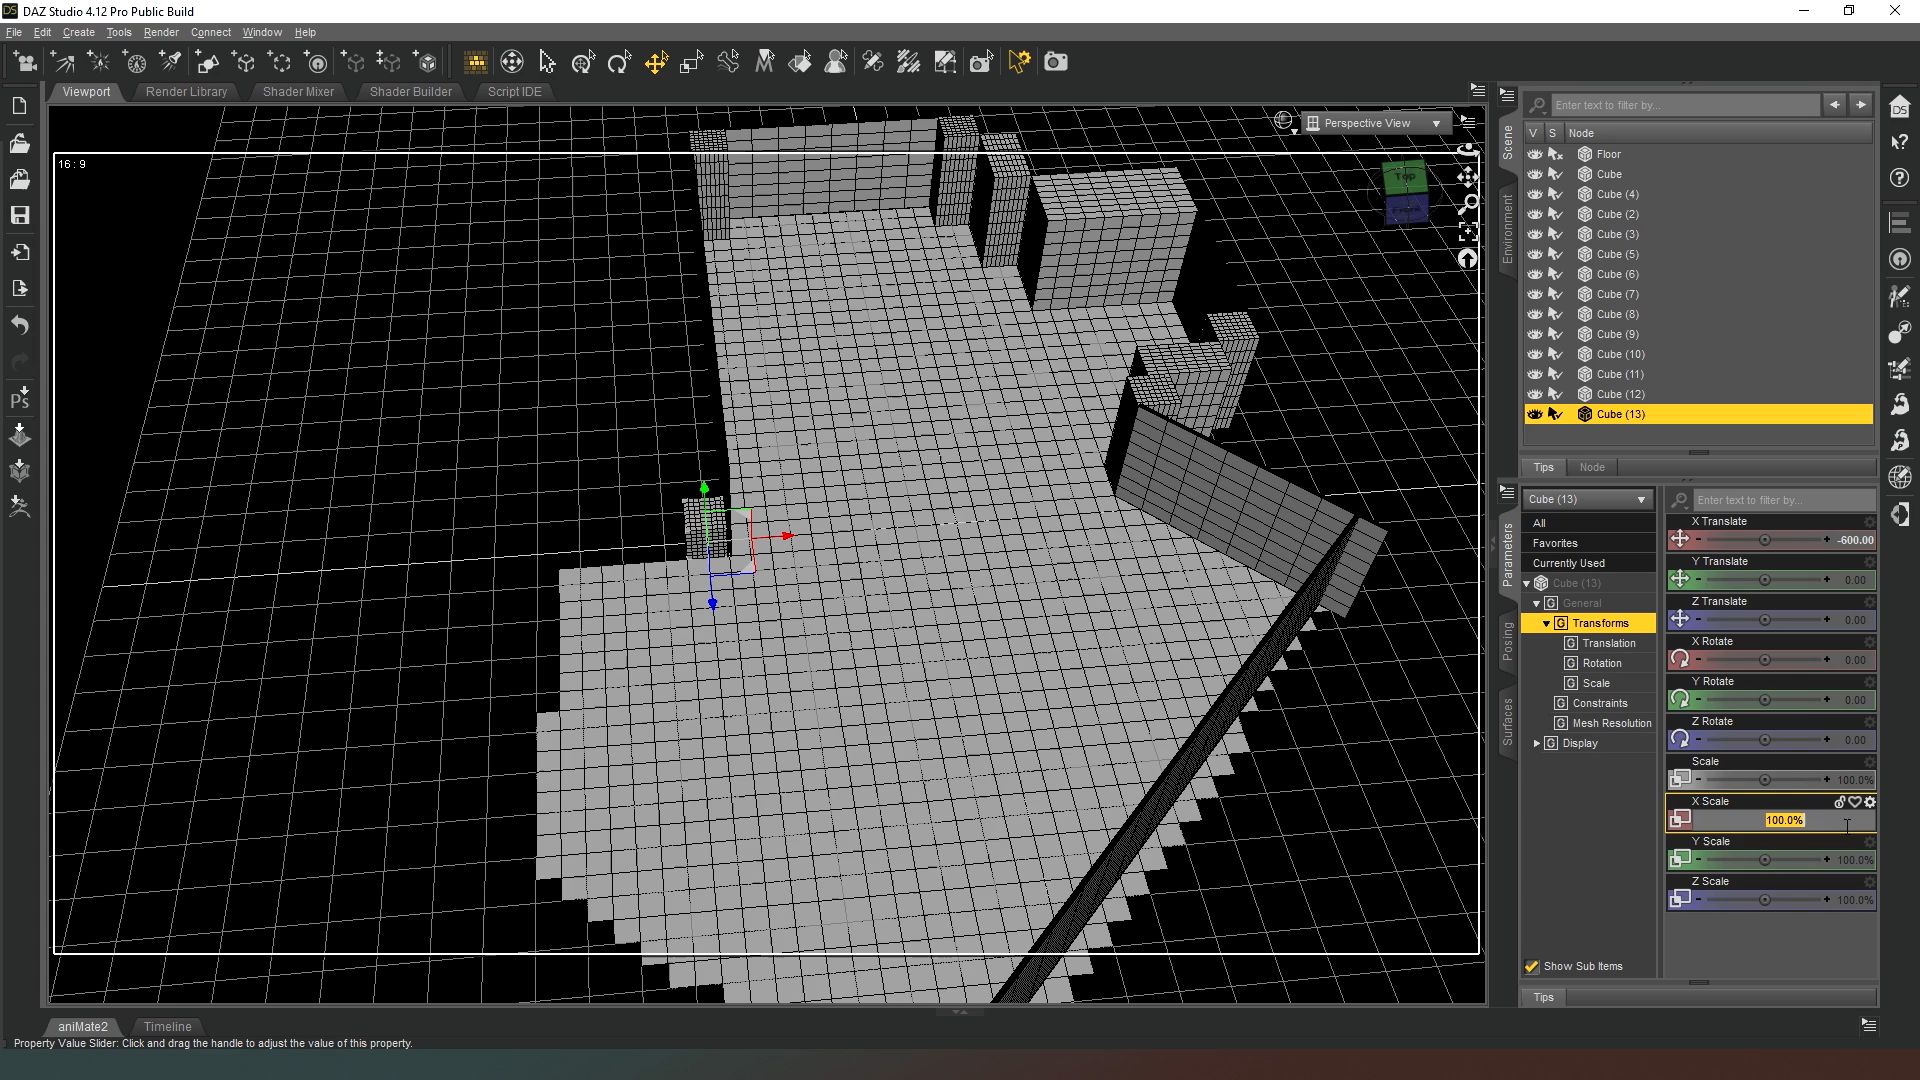 DAZ Studio 4.12 Pro Public Build
File Edit Create Tools Render Connect Window Help
Viewport Render Library Shader Mixer Shader Builder Script IDE
16 : 9
Perspective View
Top
Front
Scene
Environment
Enter text to filter by...
V S Node
Floor
Cube
Cube (4)
Cube (2)
Cube (3)
Cube (5)
Cube (6)
Cube (7)
Cube (8)
Cube (9)
Cube (10)
Cube (11)
Cube (12)
Cube (13)
Tips Node
Parameters
Posing
Surfaces
Cube (13)
Enter text to filter by...
All
Favorites
Currently Used
Cube (13)
G General
G Transforms
G Translation
G Rotation
G Scale
G Constraints
G Mesh Resolution
G Display
Show Sub Items
X Translate
-600.00
Y Translate
0.00
Z Translate
0.00
X Rotate
0.00
Y Rotate
0.00
Z Rotate
0.00
Scale
100.0%
X Scale
100.0%
Y Scale
100.0%
Z Scale
100.0%
Tips
aniMate2 Timeline
Property Value Slider: Click and drag the handle to adjust the value of this property.
DS
Ps
DS